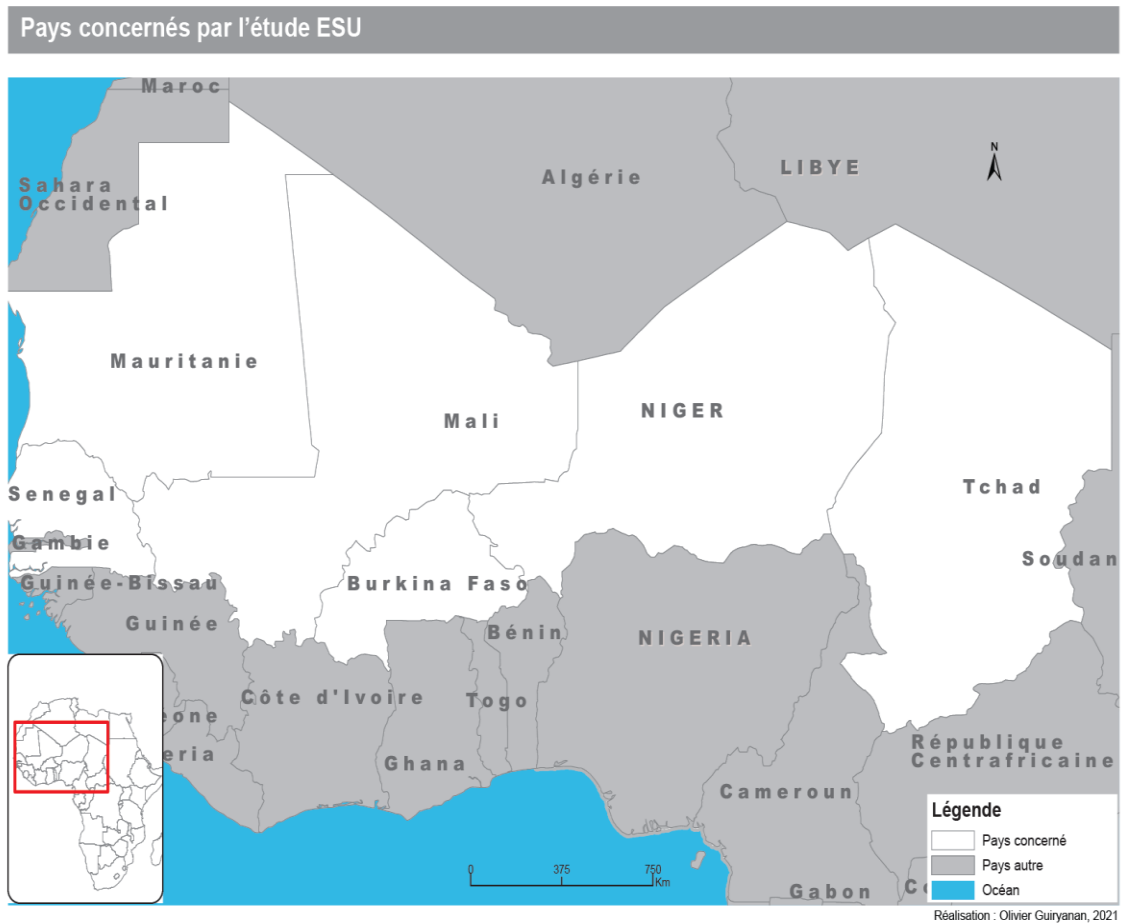 Pays concernés par l'étude ESU
Maroc
Algérie
LIBYE
N
Sahara
Occidental
Mauritanie
Mali
NIGER
Tchad
Senegal
Gambie
Soudan
Guinée-Bissau
Burkina Faso
Guinée
Bénin
NIGERIA
Côte d'Ivoire
Togo
eone
eria
Ghana
République
Centrafricaine
Cameroun
Gabon
Légende
Pays concerné
Pays autre
Océan
0 375 750
Km
Réalisation : Olivier Guiryanan, 2021